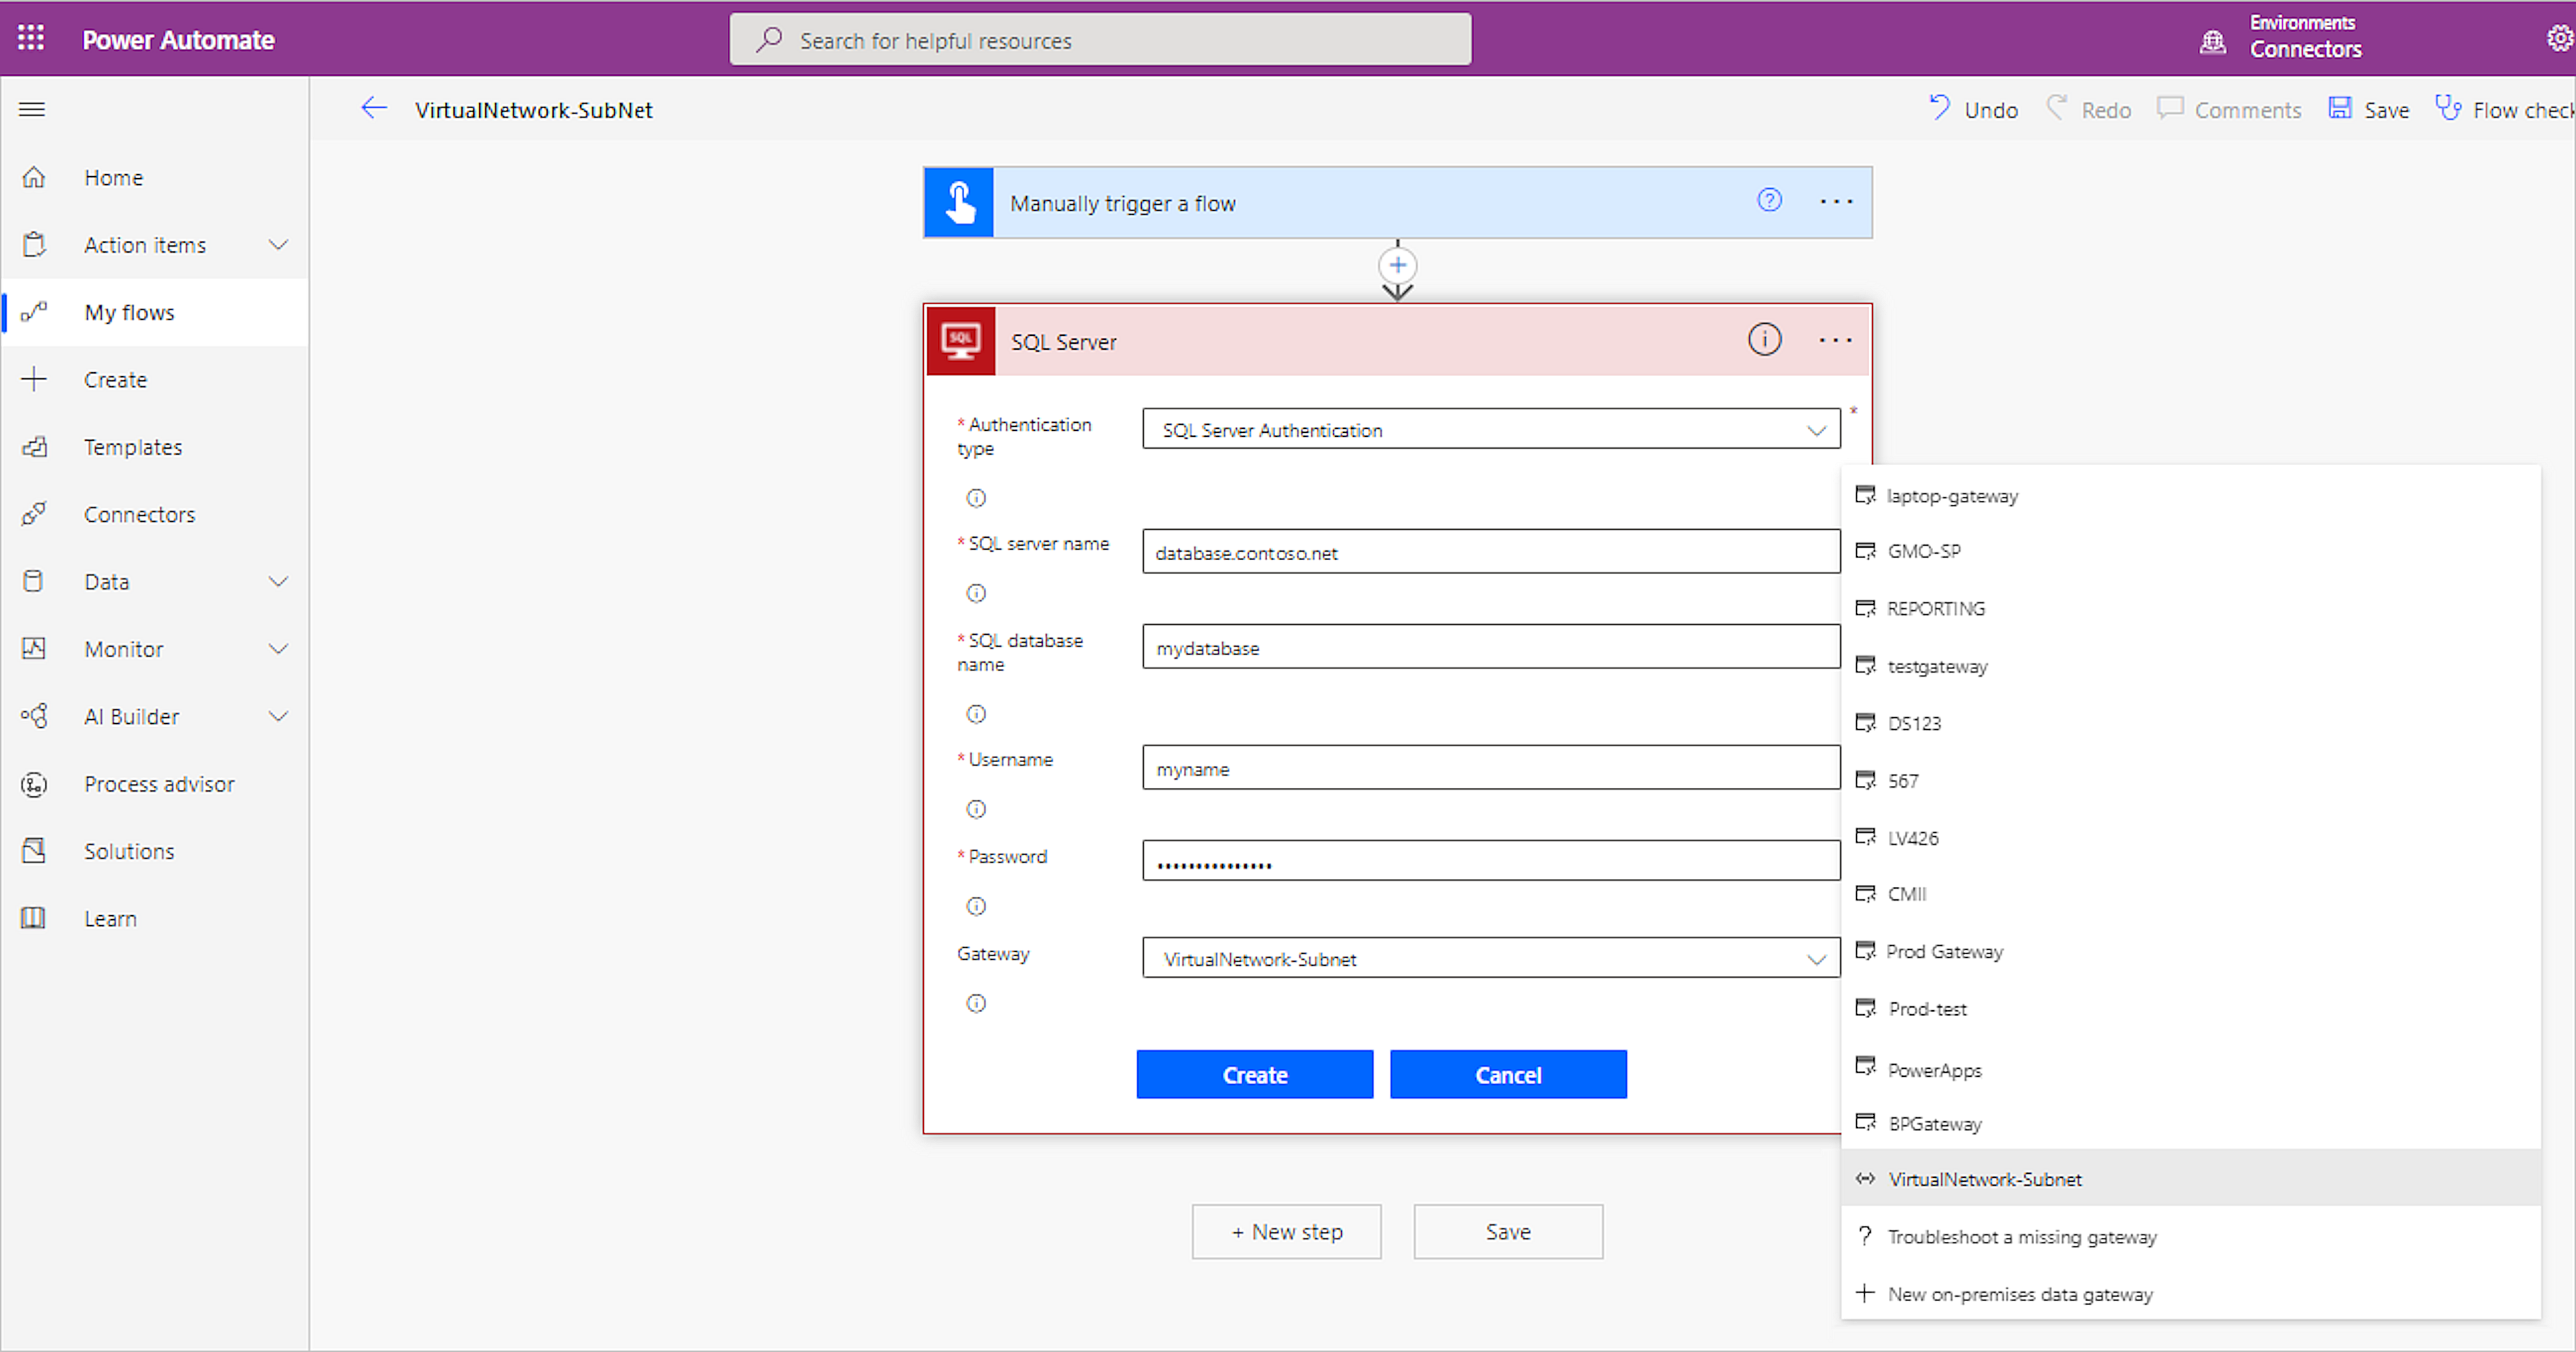 Power Automate
Search for helpful resources
Environments
Connectors
VirtualNetwork-SubNet
Undo
Redo
Comments
Save
Flow check
Home
Action items
My flows
Create
Templates
Connectors
Data
Monitor
AI Builder
Process advisor
Solutions
Learn
Manually trigger a flow
?
SQL
SQL Server
* Authentication
type
SQL Server Authentication
*
* SQL server name
database.contoso.net
* SQL database
name
mydatabase
* Username
myname
* Password
•••••••••••••••
Gateway
VirtualNetwork-Subnet
Create
Cancel
+ New step
Save
laptop-gateway
GMO-SP
REPORTING
testgateway
DS123
567
LV426
CMII
Prod Gateway
Prod-test
PowerApps
BPGateway
VirtualNetwork-Subnet
? Troubleshoot a missing gateway
+ New on-premises data gateway